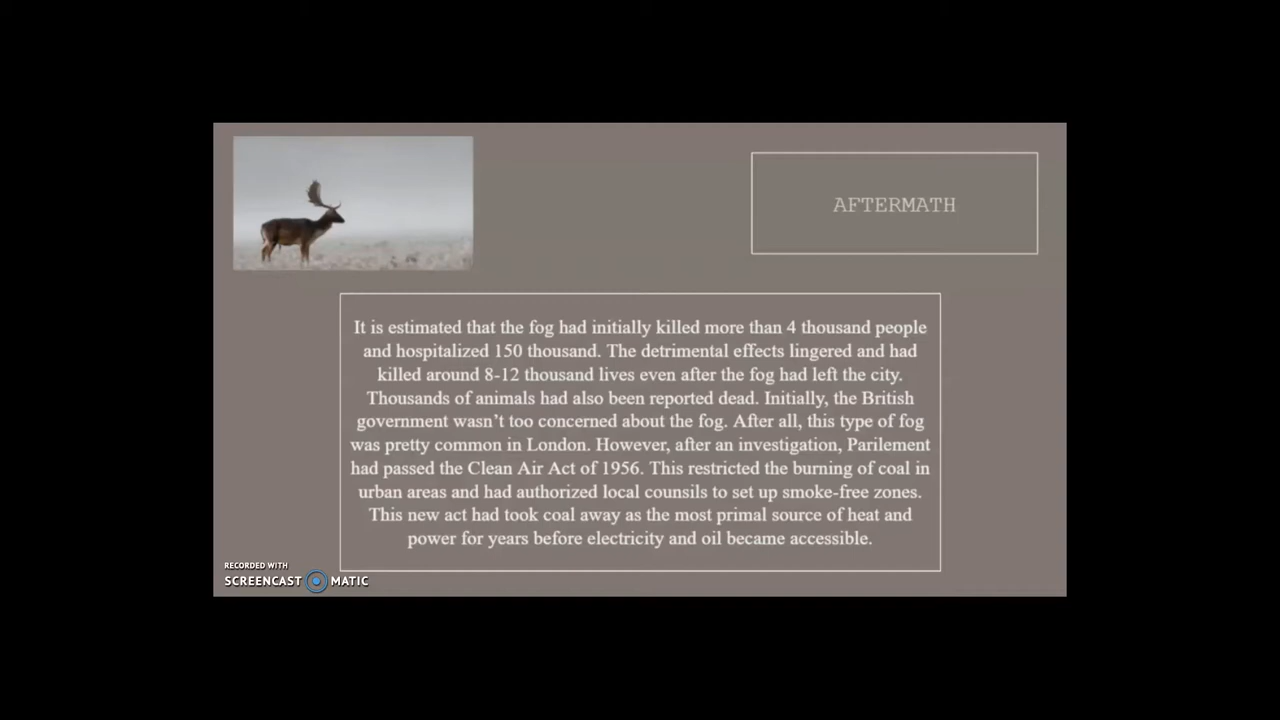 AFTERMATH
It is estimated that the fog had initially killed more than 4 thousand people
and hospitalized 150 thousand. The detrimental effects lingered and had
killed around 8-12 thousand lives even after the fog had left the city.
Thousands of animals had also been reported dead. Initially, the British
government wasn't too concerned about the fog. After all, this type of fog
was pretty common in London. However, after an investigation, Parilement
had passed the Clean Air Act of 1956. This restricted the burning of coal in
urban areas and had authorized local counsils to set up smoke-free zones.
This new act had took coal away as the most primal source of heat and
power for years before electricity and oil became accessible.
RECORDED WITH
SCREENCAST MATIC